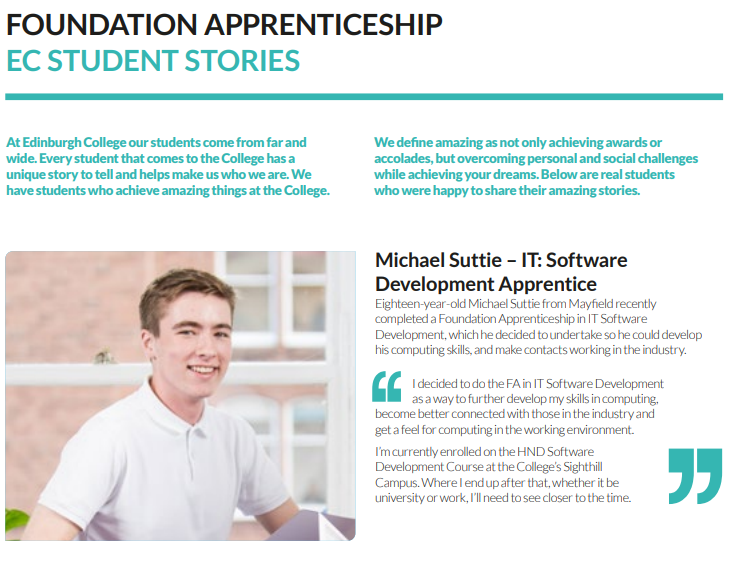 FOUNDATION APPRENTICESHIP
EC STUDENT STORIES
At Edinburgh College our students come from far and
wide. Every student that comes to the College has a
unique story to tell and helps make us who we are. We
have students who achieve amazing things at the College.
We define amazing as not only achieving awards or
accolades, but overcoming personal and social challenges
while achieving your dreams. Below are real students
who were happy to share their amazing stories.
Michael Suttie – IT: Software
Development Apprentice
Eighteen-year-old Michael Suttie from Mayfield recently
completed a Foundation Apprenticeship in IT Software
Development, which he decided to undertake so he could develop
his computing skills, and make contacts working in the industry.
“ I decided to do the FA in IT Software Development
as a way to further develop my skills in computing,
become better connected with those in the industry and
get a feel for computing in the working environment.
I’m currently enrolled on the HND Software
Development Course at the College’s Sighthill
Campus. Where I end up after that, whether it be
university or work, I’ll need to see closer to the time. ”